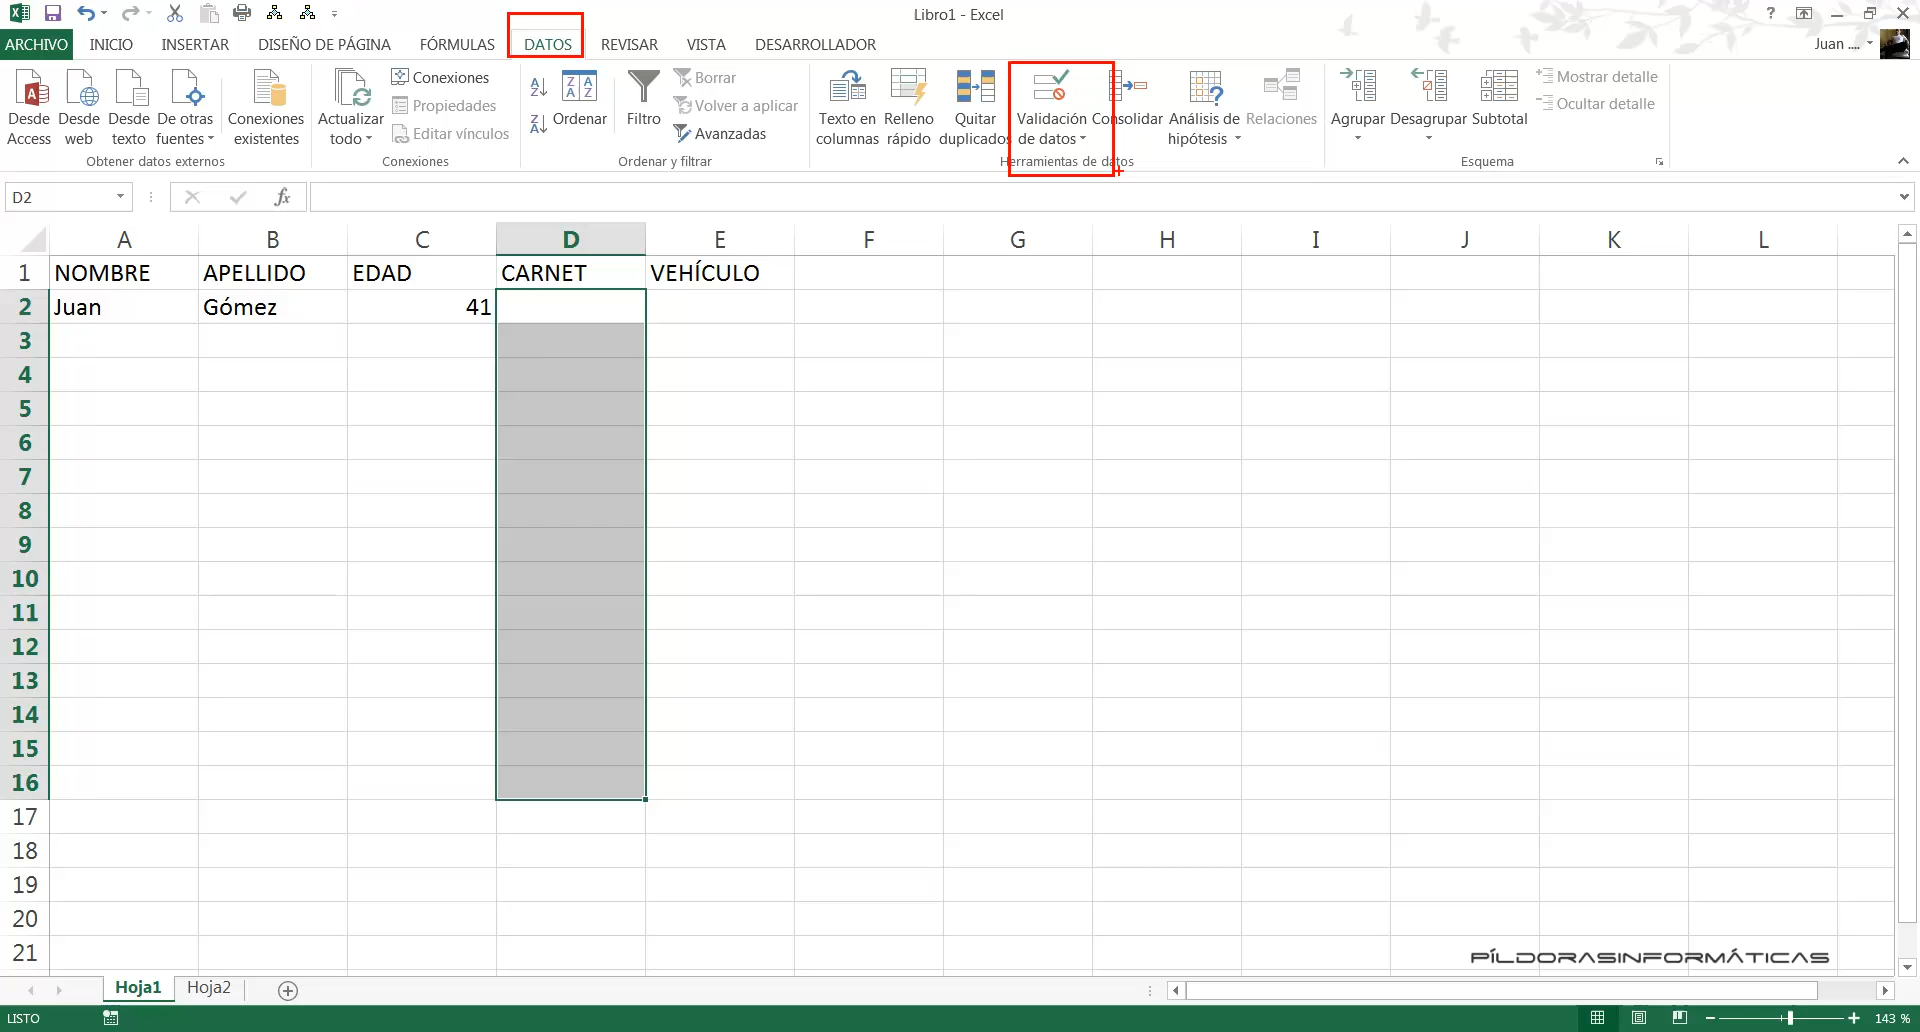 Libro1 - Excel
?
Juan ....
ARCHIVO INICIO INSERTAR DISEÑO DE PÁGINA FÓRMULAS DATOS REVISAR VISTA DESARROLLADOR
Desde Access
Desde web
Desde texto
De otras fuentes
Conexiones existentes
Obtener datos externos
Actualizar todo
Conexiones
Propiedades
Editar vínculos
Conexiones
Ordenar
Filtro
Borrar
Volver a aplicar
Avanzadas
Ordenar y filtrar
Texto en columnas
Relleno rápido
Quitar duplicados
Validación de datos
Consolidar
Análisis de hipótesis
Relaciones
Herramientas de datos
Agrupar
Desagrupar
Subtotal
Mostrar detalle
Ocultar detalle
Esquema
D2
fx
A B C D E F G H I J K L
1 NOMBRE APELLIDO EDAD CARNET VEHÍCULO
2 Juan Gómez 41
3
4
5
6
7
8
9
10
11
12
13
14
15
16
17
18
19
20
21
PÍLDORASINFORMÁTICAS
Hoja1 Hoja2
LISTO
143 %